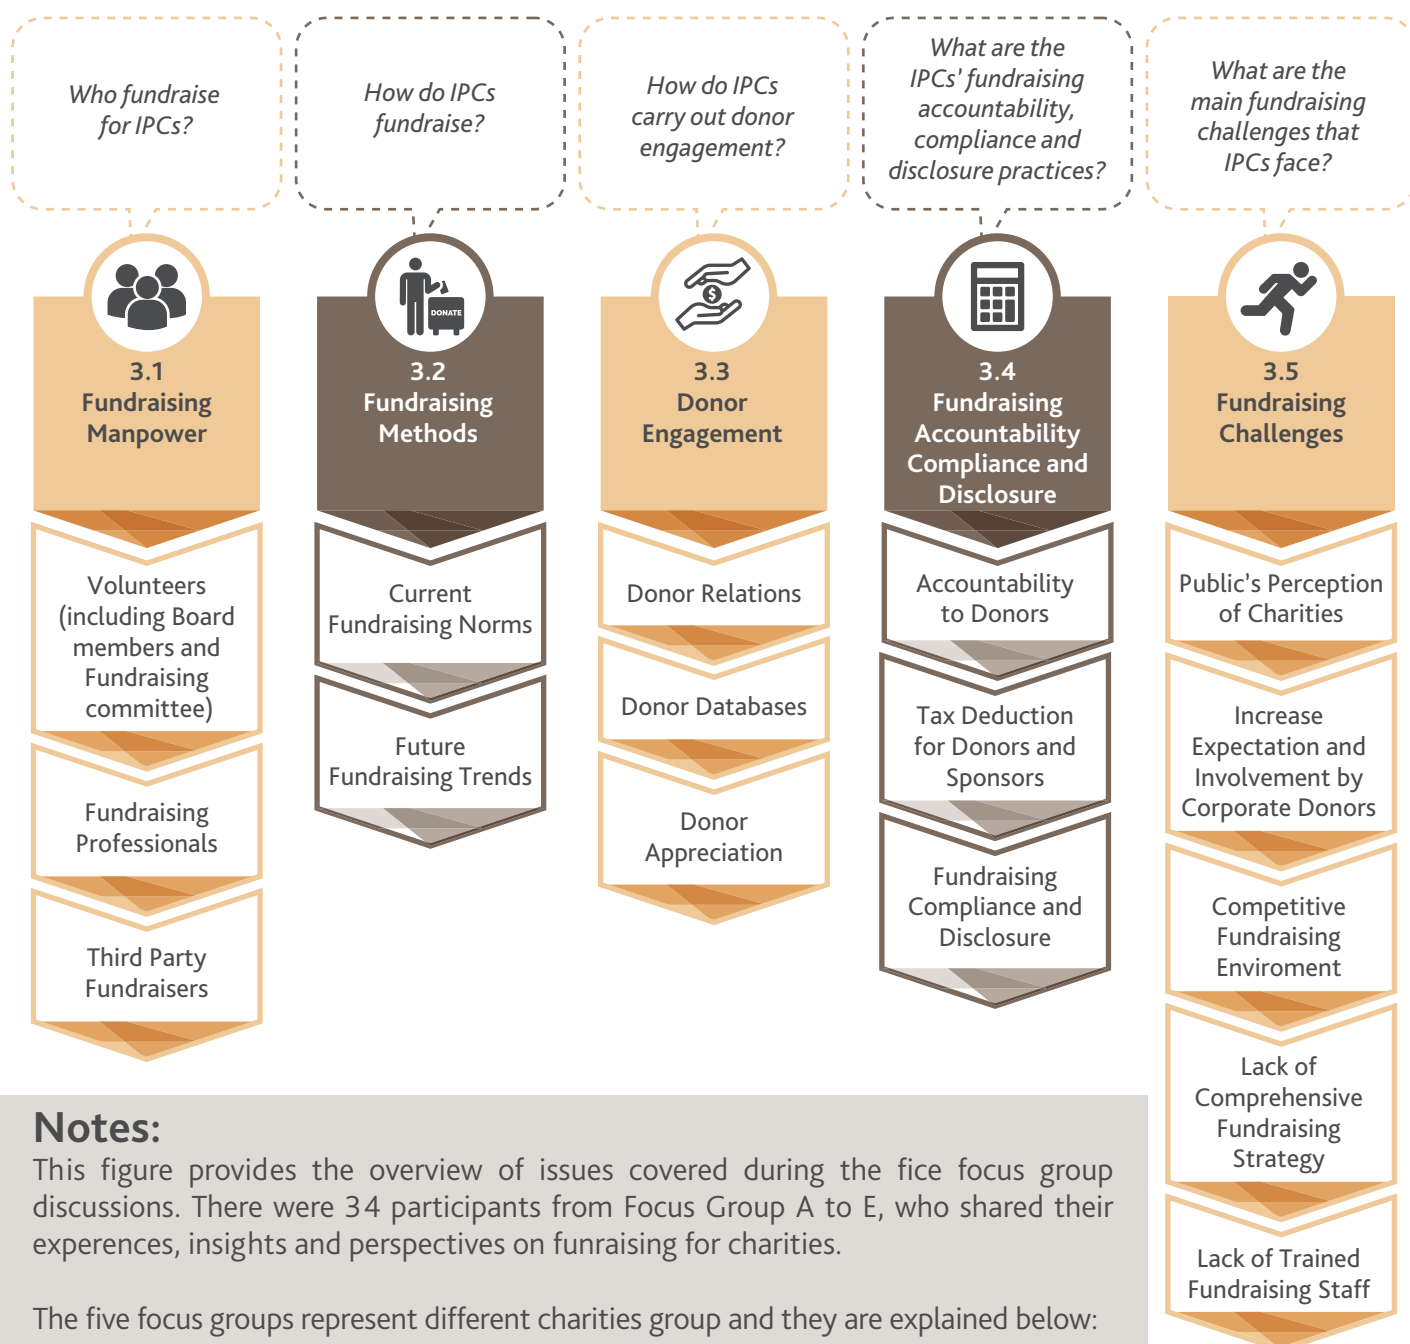 Who fundraise
for IPCs?
How do IPCs
fundraise?
How do IPCs
carry out donor
engagement?
What are the
IPCs' fundraising
accountability,
compliance and
disclosure practices?
What are the
main fundraising
challenges that
IPCs face?
3.1
Fundraising
Manpower
Volunteers
(including Board
members and
Fundraising
committee)
Fundraising
Professionals
Third Party
Fundraisers
DONATE
3.2
Fundraising
Methods
Current
Fundraising Norms
Future
Fundraising Trends
$
3.3
Donor
Engagement
Donor Relations
Donor Databases
Donor
Appreciation
3.4
Fundraising
Accountability
Compliance and
Disclosure
Accountability
to Donors
Tax Deduction
for Donors and
Sponsors
Fundraising
Compliance and
Disclosure
3.5
Fundraising
Challenges
Public's Perception
of Charities
Increase
Expectation and
Involvement by
Corporate Donors
Competitive
Fundraising
Enviroment
Lack of
Comprehensive
Fundraising
Strategy
Lack of Trained
Fundraising Staff
Notes:
This figure provides the overview of issues covered during the fice focus group
discussions. There were 34 participants from Focus Group A to E, who shared their
experences, insights and perspectives on funraising for charities.
The five focus groups represent different charities group and they are explained below: